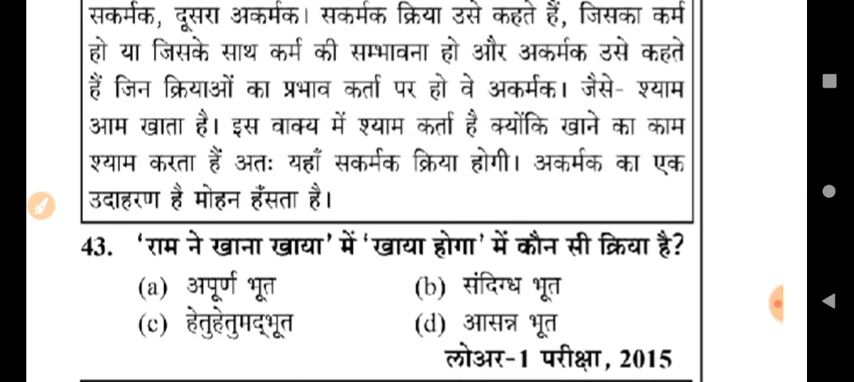 सकर्मक, दूसरा अकर्मक। सकर्मक क्रिया उसे कहते हैं, जिसका कर्म
हो या जिसके साथ कर्म की सम्भावना हो और अकर्मक उसे कहते
हैं जिन क्रियाओं का प्रभाव कर्ता पर हो वे अकर्मक। जैसे- श्याम
आम खाता है। इस वाक्य में श्याम कर्ता है क्योंकि खाने का काम
श्याम करता हैं अतः यहाँ सकर्मक क्रिया होगी। अकर्मक का एक
उदाहरण है मोहन हँसता है।
43. 'राम ने खाना खाया' में 'खाया होगा' में कौन सी क्रिया है?
(a) अपूर्ण भूत (b) संदिग्ध भूत
(c) हेतुहेतुमद्भूत (d) आसन्न भूत
लोअर-1 परीक्षा, 2015